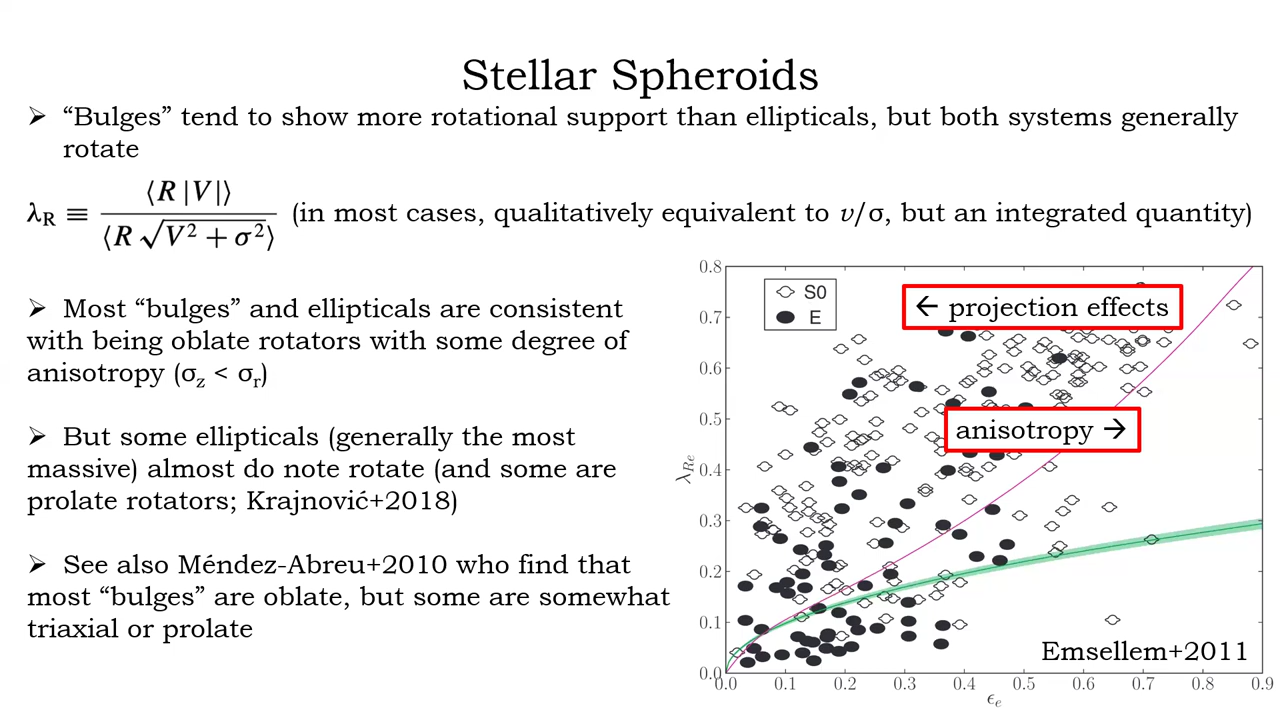 Stellar Spheroids
➢ “Bulges” tend to show more rotational support than ellipticals, but both systems generally
rotate
λ_R ≡ ⟨R |V|⟩ / ⟨R √(V² + σ²)⟩ (in most cases, qualitatively equivalent to v/σ, but an integrated quantity)
➢ Most “bulges” and ellipticals are consistent
with being oblate rotators with some degree of
anisotropy (σ_z < σ_r)
➢ But some ellipticals (generally the most
massive) almost do note rotate (and some are
prolate rotators; Krajnović+2018)
➢ See also Méndez-Abreu+2010 who find that
most “bulges” are oblate, but some are somewhat
triaxial or prolate
S0
E
← projection effects
anisotropy →
Emsellem+2011
λ_Re
0.8
0.7
0.6
0.5
0.4
0.3
0.2
0.1
0.0
0.0 0.1 0.2 0.3 0.4 0.5 0.6 0.7 0.8 0.9
ϵ_e